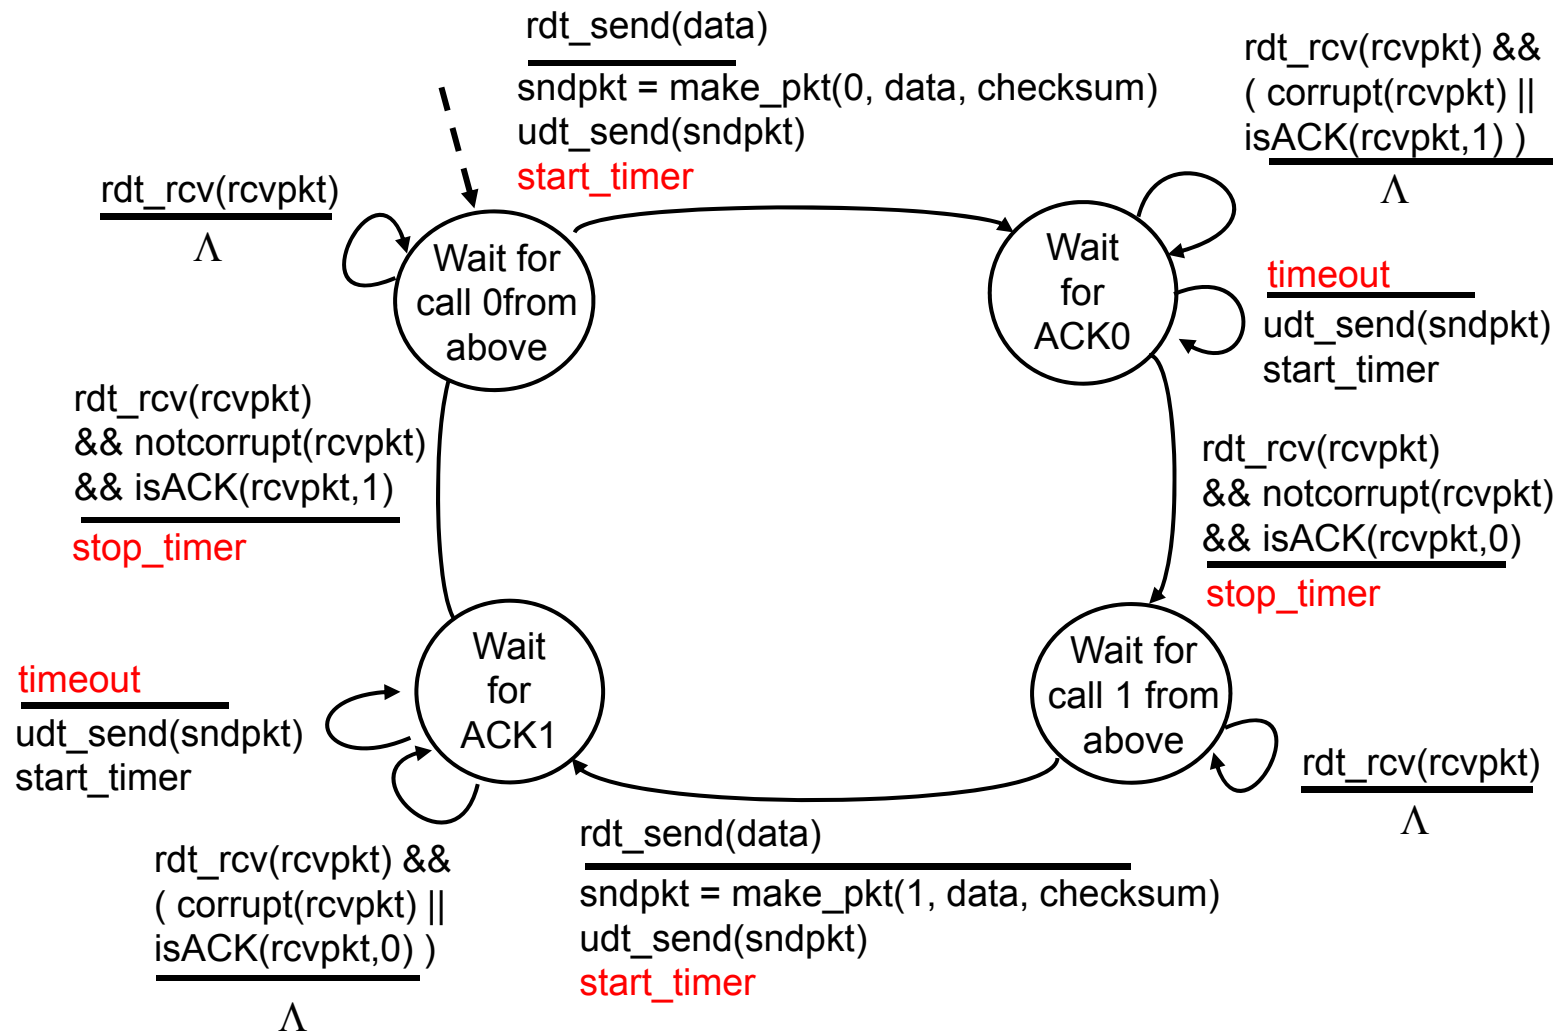 rdt_send(data)
sndpkt = make_pkt(0, data, checksum)
udt_send(sndpkt)
start_timer
rdt_rcv(rcvpkt) &&
( corrupt(rcvpkt) ||
isACK(rcvpkt,1) )
Λ
rdt_rcv(rcvpkt)
Λ
Wait for
call 0from
above
Wait
for
ACK0
timeout
udt_send(sndpkt)
start_timer
rdt_rcv(rcvpkt)
&& notcorrupt(rcvpkt)
&& isACK(rcvpkt,1)
stop_timer
rdt_rcv(rcvpkt)
&& notcorrupt(rcvpkt)
&& isACK(rcvpkt,0)
stop_timer
Wait
for
ACK1
Wait for
call 1 from
above
timeout
udt_send(sndpkt)
start_timer
rdt_rcv(rcvpkt)
Λ
rdt_rcv(rcvpkt) &&
( corrupt(rcvpkt) ||
isACK(rcvpkt,0) )
Λ
rdt_send(data)
sndpkt = make_pkt(1, data, checksum)
udt_send(sndpkt)
start_timer